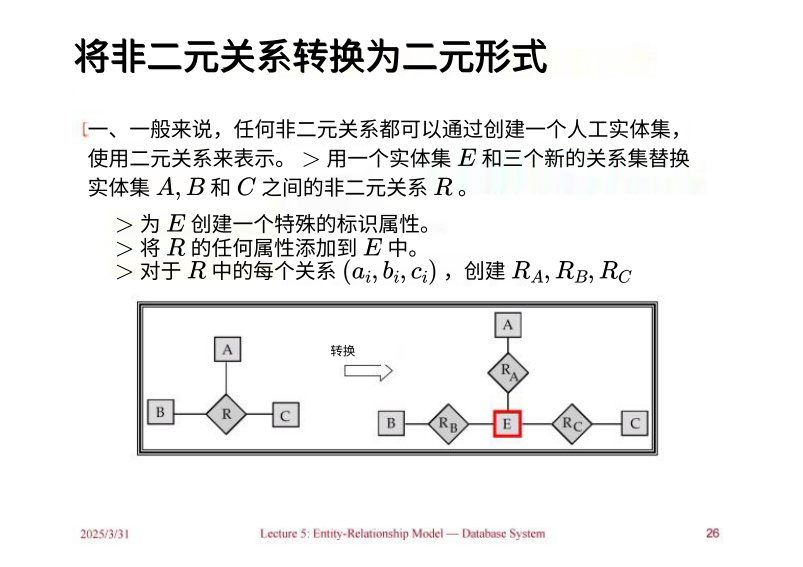 将非二元关系转换为二元形式
[一、一般来说，任何非二元关系都可以通过创建一个人工实体集，
使用二元关系来表示。 > 用一个实体集 E 和三个新的关系集替换
实体集 A, B 和 C 之间的非二元关系 R 。
> 为 E 创建一个特殊的标识属性。
> 将 R 的任何属性添加到 E 中。
> 对于 R 中的每个关系 (aᵢ, bᵢ, cᵢ) ，创建 R_A, R_B, R_C
A
转换
A
R_A
B
R
C
B
R_B
E
R_C
C
2025/3/31
Lecture 5: Entity-Relationship Model — Database System
26